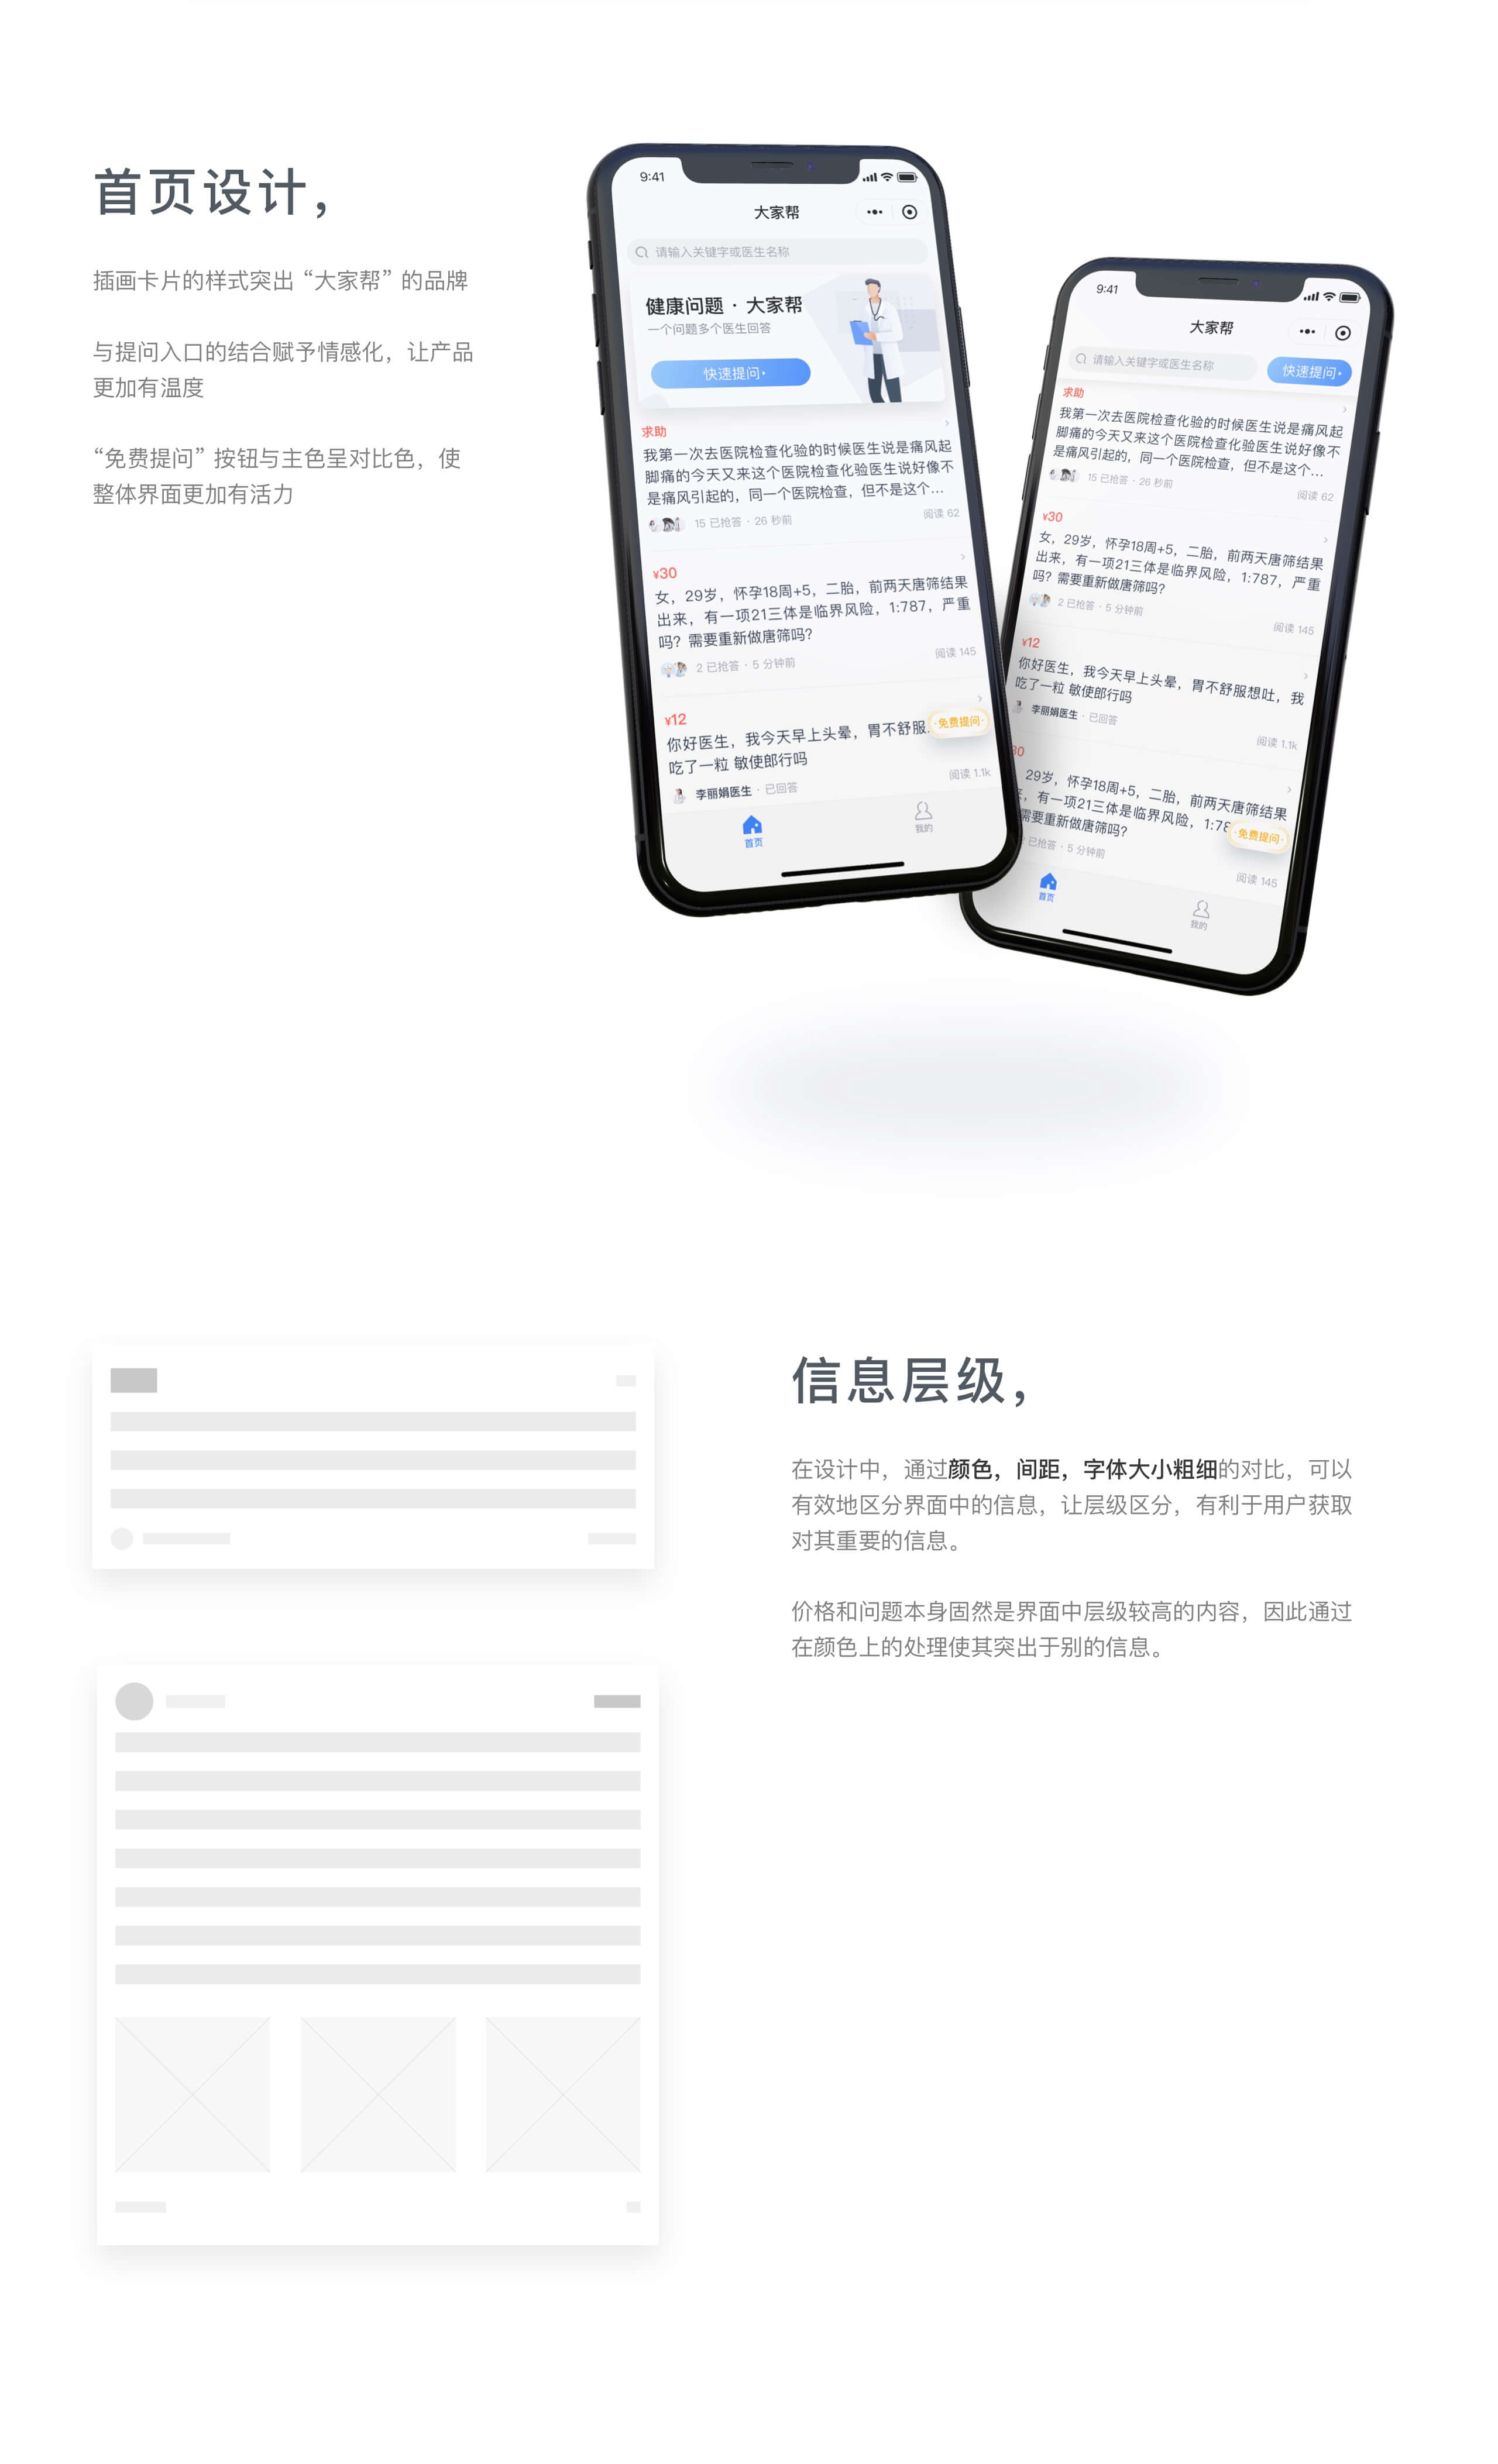 首页设计，
插画卡片的样式突出 “大家帮” 的品牌
与提问入口的结合赋予情感化，让产品
更加有温度
“免费提问” 按钮与主色呈对比色，使
整体界面更加有活力
9:41
大家帮
请输入关键字或医生名称
健康问题 · 大家帮
一个问题多个医生回答
快速提问
求助
我第一次去医院检查化验的时候医生说是痛风起
脚痛的今天又来这个医院检查化验医生说好像不
是痛风引起的，同一个医院检查，但不是这个...
15 已抢答 · 26 秒前
阅读 62
¥30
女，29岁，怀孕18周+5，二胎，前两天唐筛结果
出来，有一项21三体是临界风险，1:787，严重
吗？需要重新做唐筛吗？
2 已抢答 · 5 分钟前
阅读 145
¥12
你好医生，我今天早上头晕，胃不舒服
吃了一粒 敏使郎行吗
·免费提问·
李丽娟医生 · 已回答
阅读 1.1k
首页
我的
9:41
大家帮
请输入关键字或医生名称
快速提问
求助
我第一次去医院检查化验的时候医生说是痛风起
脚痛的今天又来这个医院检查化验医生说好像不
是痛风引起的，同一个医院检查，但不是这个...
15 已抢答 · 26 秒前
阅读 62
¥30
女，29岁，怀孕18周+5，二胎，前两天唐筛结果
出来，有一项21三体是临界风险，1:787，严重
吗？需要重新做唐筛吗？
2 已抢答 · 5 分钟前
阅读 145
¥12
你好医生，我今天早上头晕，胃不舒服想吐，我
吃了一粒 敏使郎行吗
李丽娟医生 · 已回答
阅读 1.1k
29岁，怀孕18周+5，二胎，前两天唐筛结果
，有一项21三体是临界风险，1:78
需要重新做唐筛吗？
·免费提问·
已抢答 · 5 分钟前
阅读 145
首页
我的
信息层级，
在设计中，通过颜色，间距，字体大小粗细的对比，可以
有效地区分界面中的信息，让层级区分，有利于用户获取
对其重要的信息。
价格和问题本身固然是界面中层级较高的内容，因此通过
在颜色上的处理使其突出于别的信息。